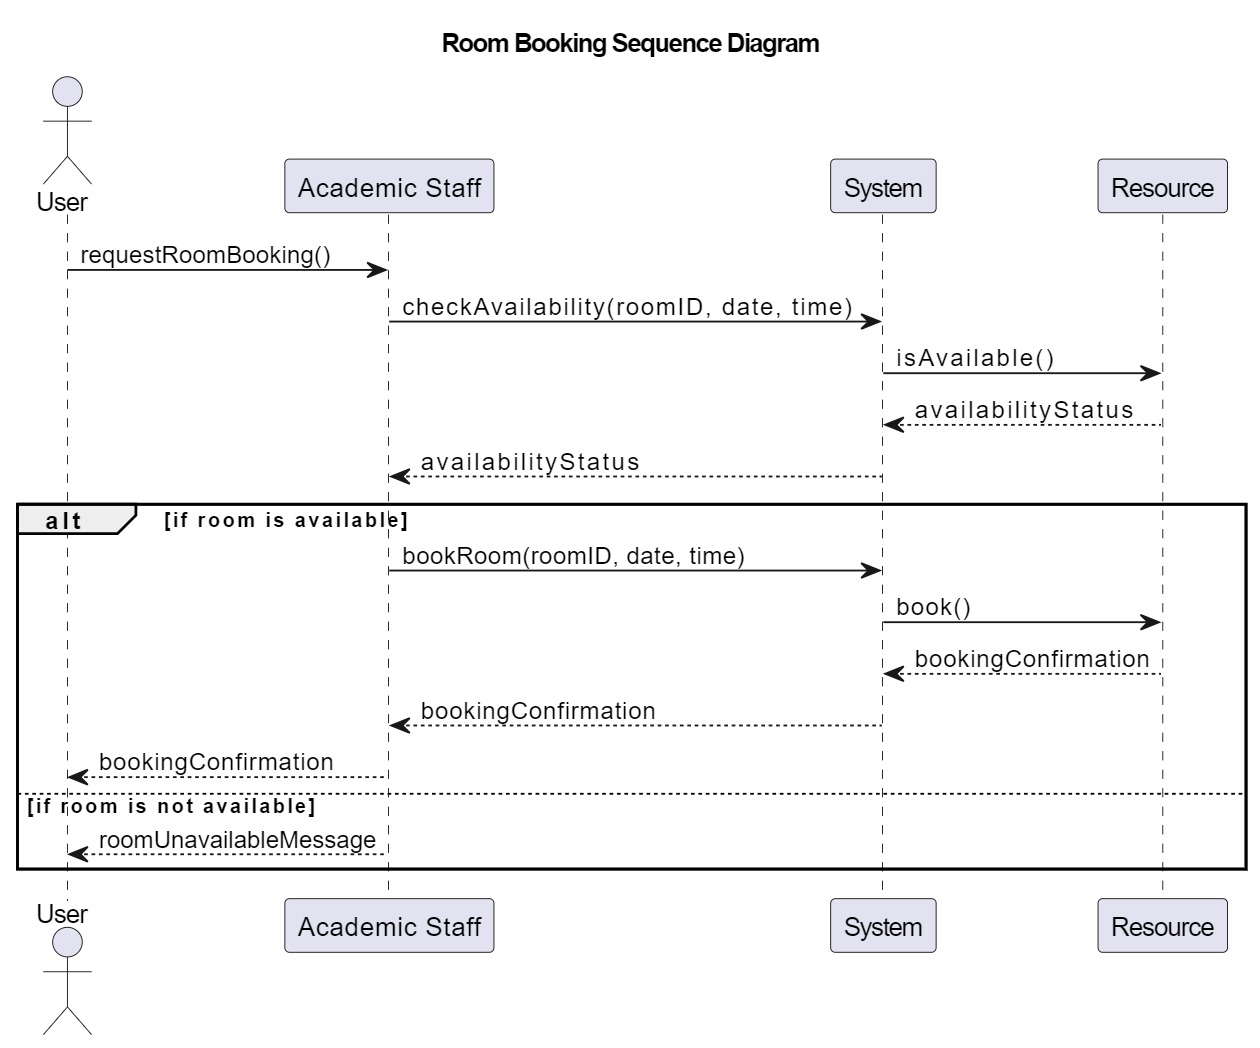 Room Booking Sequence Diagram
User
Academic Staff
System
Resource
requestRoomBooking()
checkAvailability(roomID, date, time)
isAvailable()
availabilityStatus
availabilityStatus
alt
[if room is available]
bookRoom(roomID, date, time)
book()
bookingConfirmation
bookingConfirmation
bookingConfirmation
[if room is not available]
roomUnavailableMessage
User
Academic Staff
System
Resource